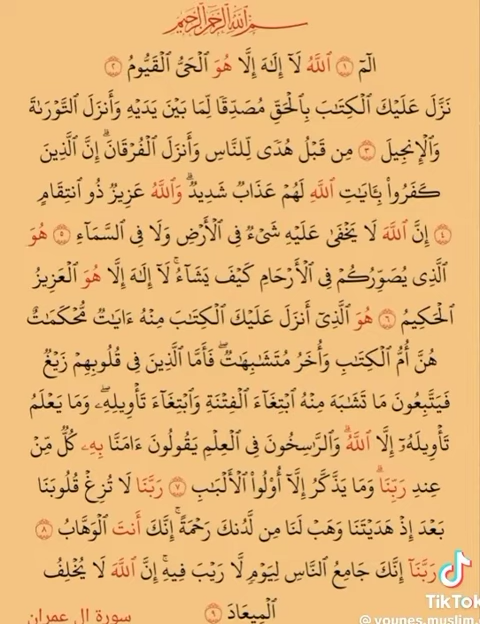 بِسْمِ ٱللَّهِ ٱلرَّحْمَٰنِ ٱلرَّحِيمِ
الٓمٓ ١ ٱللَّهُ لَآ إِلَٰهَ إِلَّا هُوَ ٱلْحَىُّ ٱلْقَيُّومُ ٢
نَزَّلَ عَلَيْكَ ٱلْكِتَٰبَ بِٱلْحَقِّ مُصَدِّقًا لِّمَا بَيْنَ يَدَيْهِ وَأَنزَلَ ٱلتَّوْرَىٰةَ
وَٱلْإِنجِيلَ ٣ مِن قَبْلُ هُدًى لِّلنَّاسِ وَأَنزَلَ ٱلْفُرْقَانَ ۗ إِنَّ ٱلَّذِينَ
كَفَرُوا۟ بِـَٔايَٰتِ ٱللَّهِ لَهُمْ عَذَابٌ شَدِيدٌ ۗ وَٱللَّهُ عَزِيزٌ ذُو ٱنتِقَامٍ
٤ إِنَّ ٱللَّهَ لَا يَخْفَىٰ عَلَيْهِ شَىْءٌ فِى ٱلْأَرْضِ وَلَا فِى ٱلسَّمَآءِ ٥ هُوَ
ٱلَّذِى يُصَوِّرُكُمْ فِى ٱلْأَرْحَامِ كَيْفَ يَشَآءُ ۚ لَآ إِلَٰهَ إِلَّا هُوَ ٱلْعَزِيزُ
ٱلْحَكِيمُ ٦ هُوَ ٱلَّذِىٓ أَنزَلَ عَلَيْكَ ٱلْكِتَٰبَ مِنْهُ ءَايَٰتٌ مُّحْكَمَٰتٌ
هُنَّ أُمُّ ٱلْكِتَٰبِ وَأُخَرُ مُتَشَٰبِهَٰتٌ ۖ فَأَمَّا ٱلَّذِينَ فِى قُلُوبِهِمْ زَيْغٌ
فَيَتَّبِعُونَ مَا تَشَٰبَهَ مِنْهُ ٱبْتِغَآءَ ٱلْفِتْنَةِ وَٱبْتِغَآءَ تَأْوِيلِهِۦ ۗ وَمَا يَعْلَمُ
تَأْوِيلَهُۥٓ إِلَّا ٱللَّهُ ۗ وَٱلرَّٰسِخُونَ فِى ٱلْعِلْمِ يَقُولُونَ ءَامَنَّا بِهِۦ كُلٌّ مِّنْ
عِندِ رَبِّنَا ۗ وَمَا يَذَّكَّرُ إِلَّآ أُو۟لُوا۟ ٱلْأَلْبَٰبِ ٧ رَبَّنَا لَا تُزِغْ قُلُوبَنَا
بَعْدَ إِذْ هَدَيْتَنَا وَهَبْ لَنَا مِن لَّدُنكَ رَحْمَةً ۚ إِنَّكَ أَنتَ ٱلْوَهَّابُ ٨
رَبَّنَآ إِنَّكَ جَامِعُ ٱلنَّاسِ لِيَوْمٍ لَّا رَيْبَ فِيهِ ۚ إِنَّ ٱللَّهَ لَا يُخْلِفُ
ٱلْمِيعَادَ ٩
سورة ال عمران
TikTok
@younes.muslim.